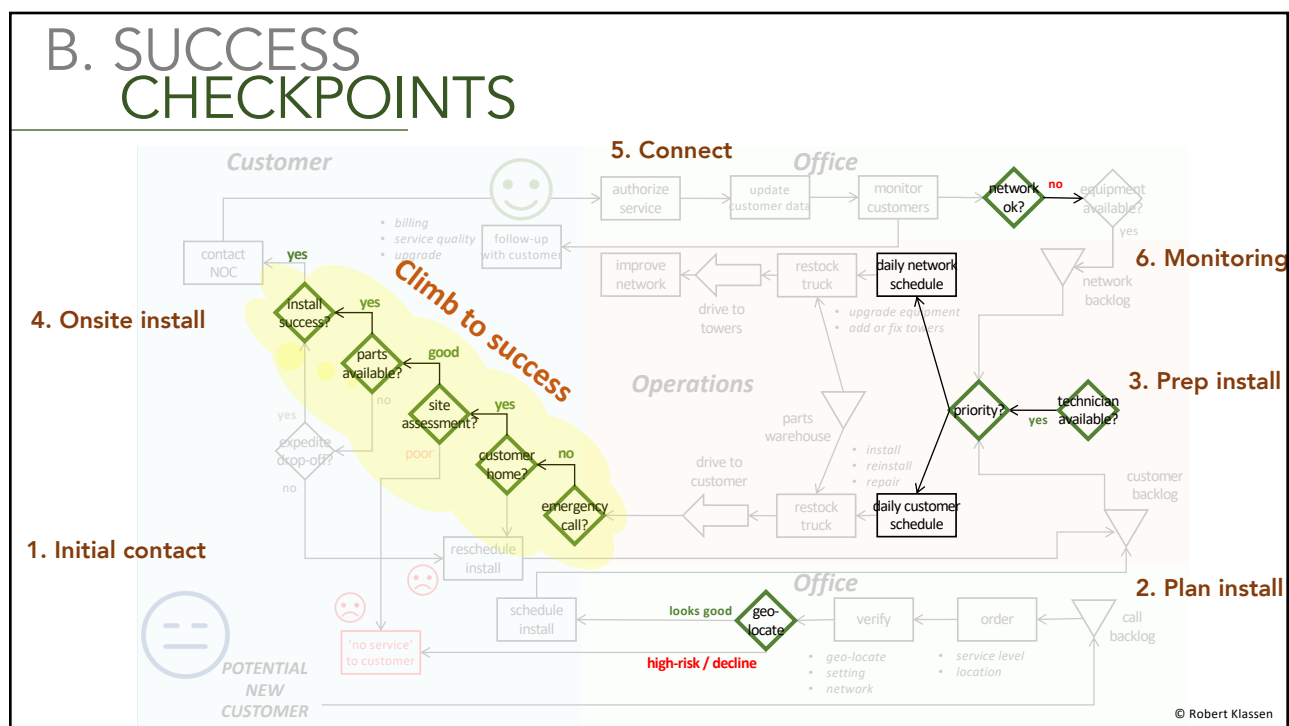 B. SUCCESS
CHECKPOINTS
Customer
5. Connect
Office
authorize
service
update
customer data
monitor
customers
network
ok?
no
equipment
available?
yes
• billing
• service quality
• upgrade
follow-up
with customer
contact
NOC
yes
Climb to success
improve
network
restock
truck
daily network
schedule
6. Monitoring
network
backlog
drive to
towers
• upgrade equipment
• add or fix towers
4. Onsite install
install
success?
yes
parts
available?
good
no
site
assessment?
yes
poor
customer
home?
no
emergency
call?
yes
expedite
drop-off?
no
Operations
3. Prep install
priority?
yes
technician
available?
parts
warehouse
• install
• reinstall
• repair
drive to
customer
restock
truck
daily customer
schedule
customer
backlog
1. Initial contact
reschedule
install
Office
2. Plan install
schedule
install
looks good
geo-
locate
verify
order
call
backlog
high-risk / decline
• geo-locate
• setting
• network
• service level
• location
'no service'
to customer
POTENTIAL
NEW
CUSTOMER
© Robert Klassen